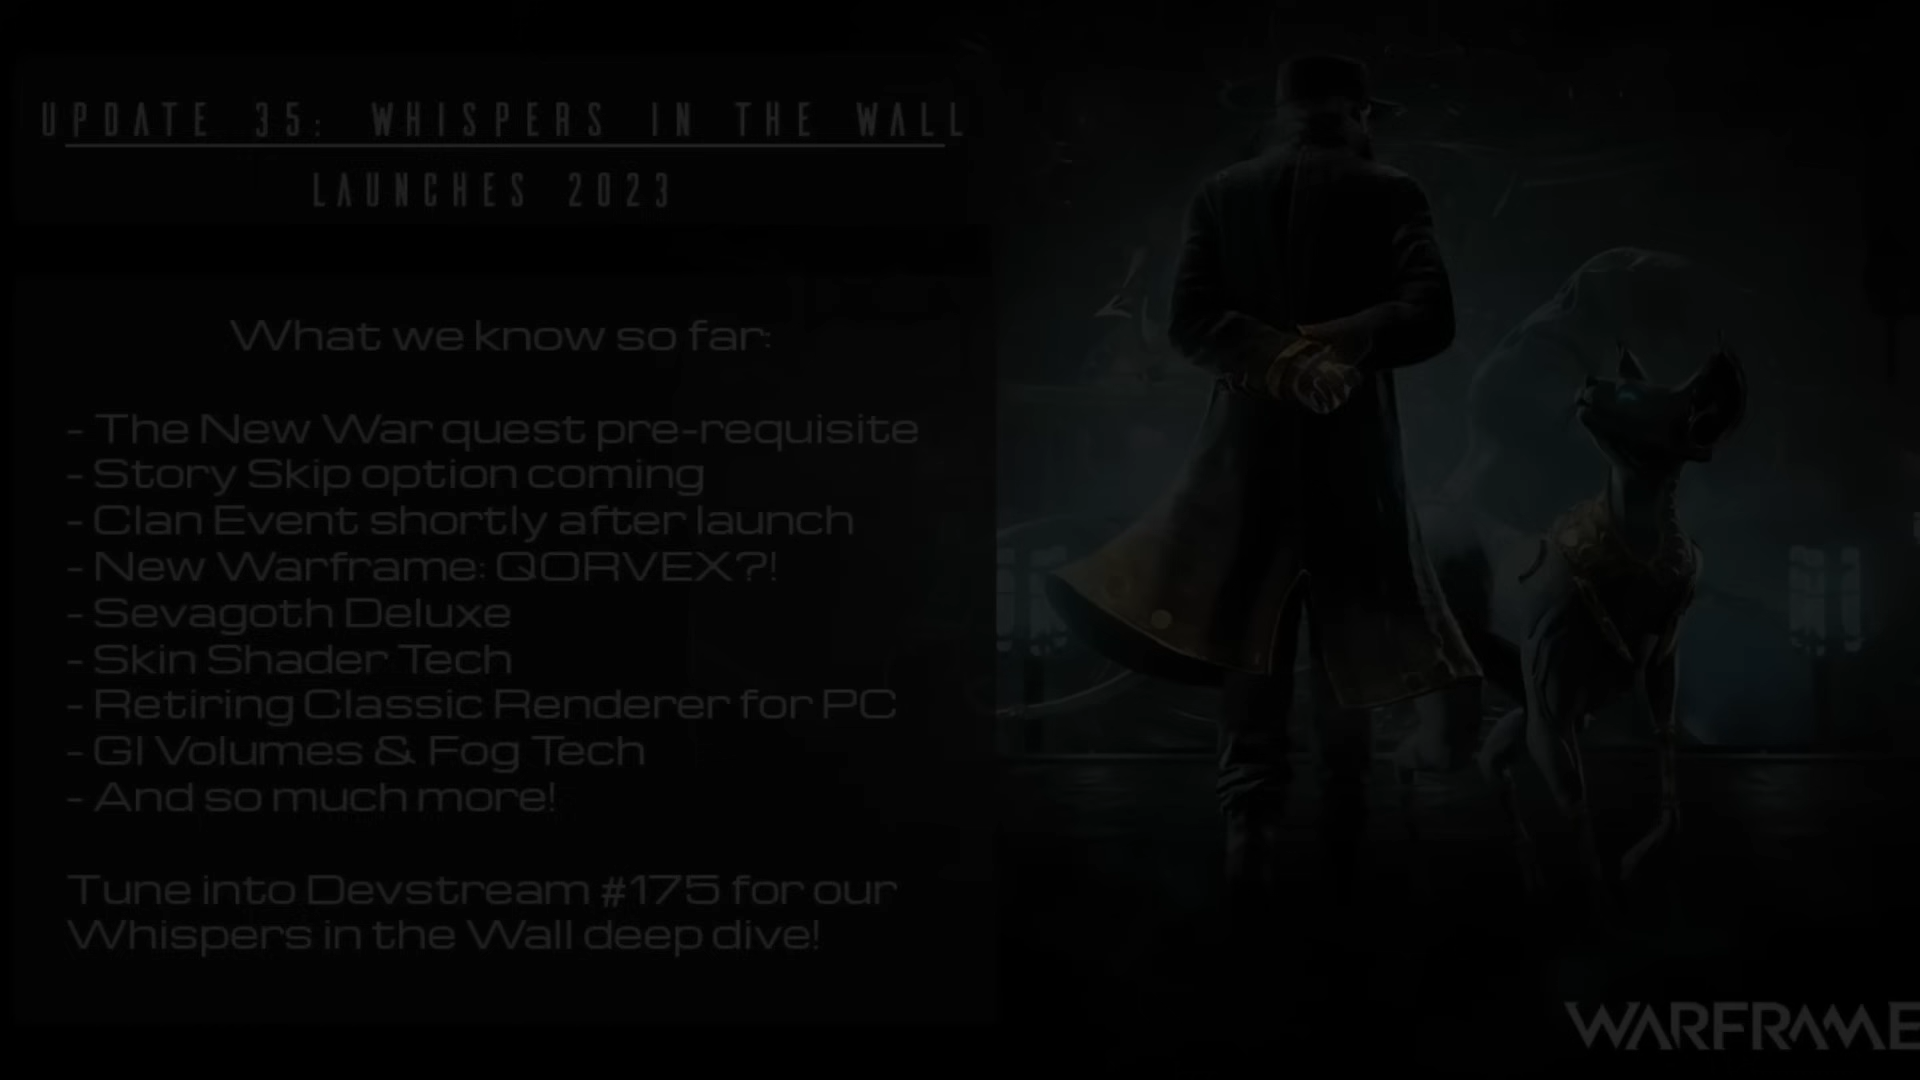 UPDATE 35: WHISPERS IN THE WALL
LAUNCHES 2023
What we know so far:
- The New War quest pre-requisite
- Story Skip option coming
- Clan Event shortly after launch
- New Warframe: QORVEX?!
- Sevagoth Deluxe
- Skin Shader Tech
- Retiring Classic Renderer for PC
- GI Volumes & Fog Tech
- And so much more!
Tune into Devstream #175 for our
Whispers in the Wall deep dive!
WARFRAME